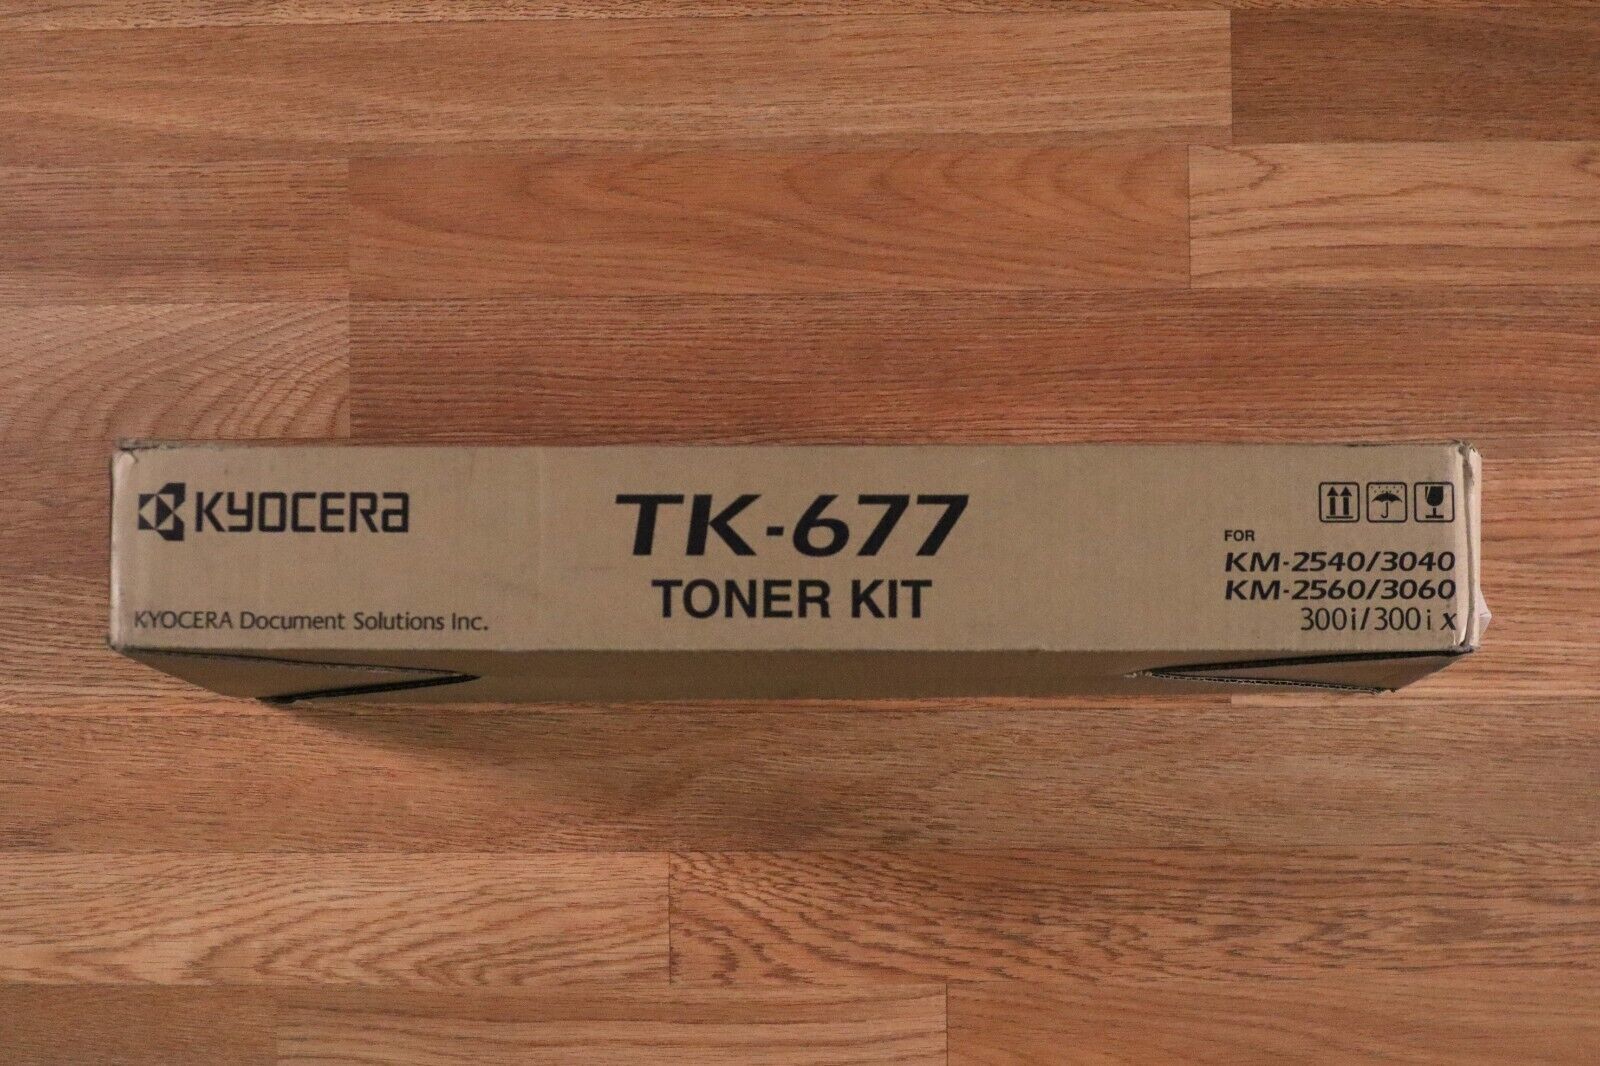 KYOCERA
KYOCERA Document Solutions Inc.
TK-677
TONER KIT
FOR
KM-2540/3040
KM-2560/3060
300i/300i x